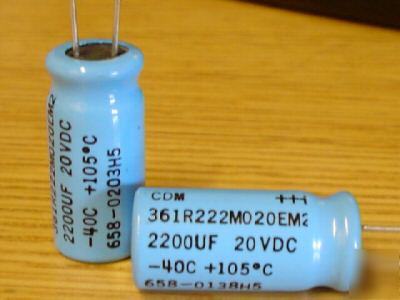 361R222M020EM2
2200UF 20VDC
-40C +105°C
658-0203H5
CDM +++
361R222M020EM2
2200UF 20VDC
-40C +105°C
658-0138H5